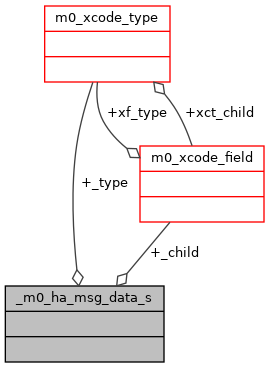 m0_xcode_type
+xf_type
+xct_child
m0_xcode_field
+_type
+_child
_m0_ha_msg_data_s